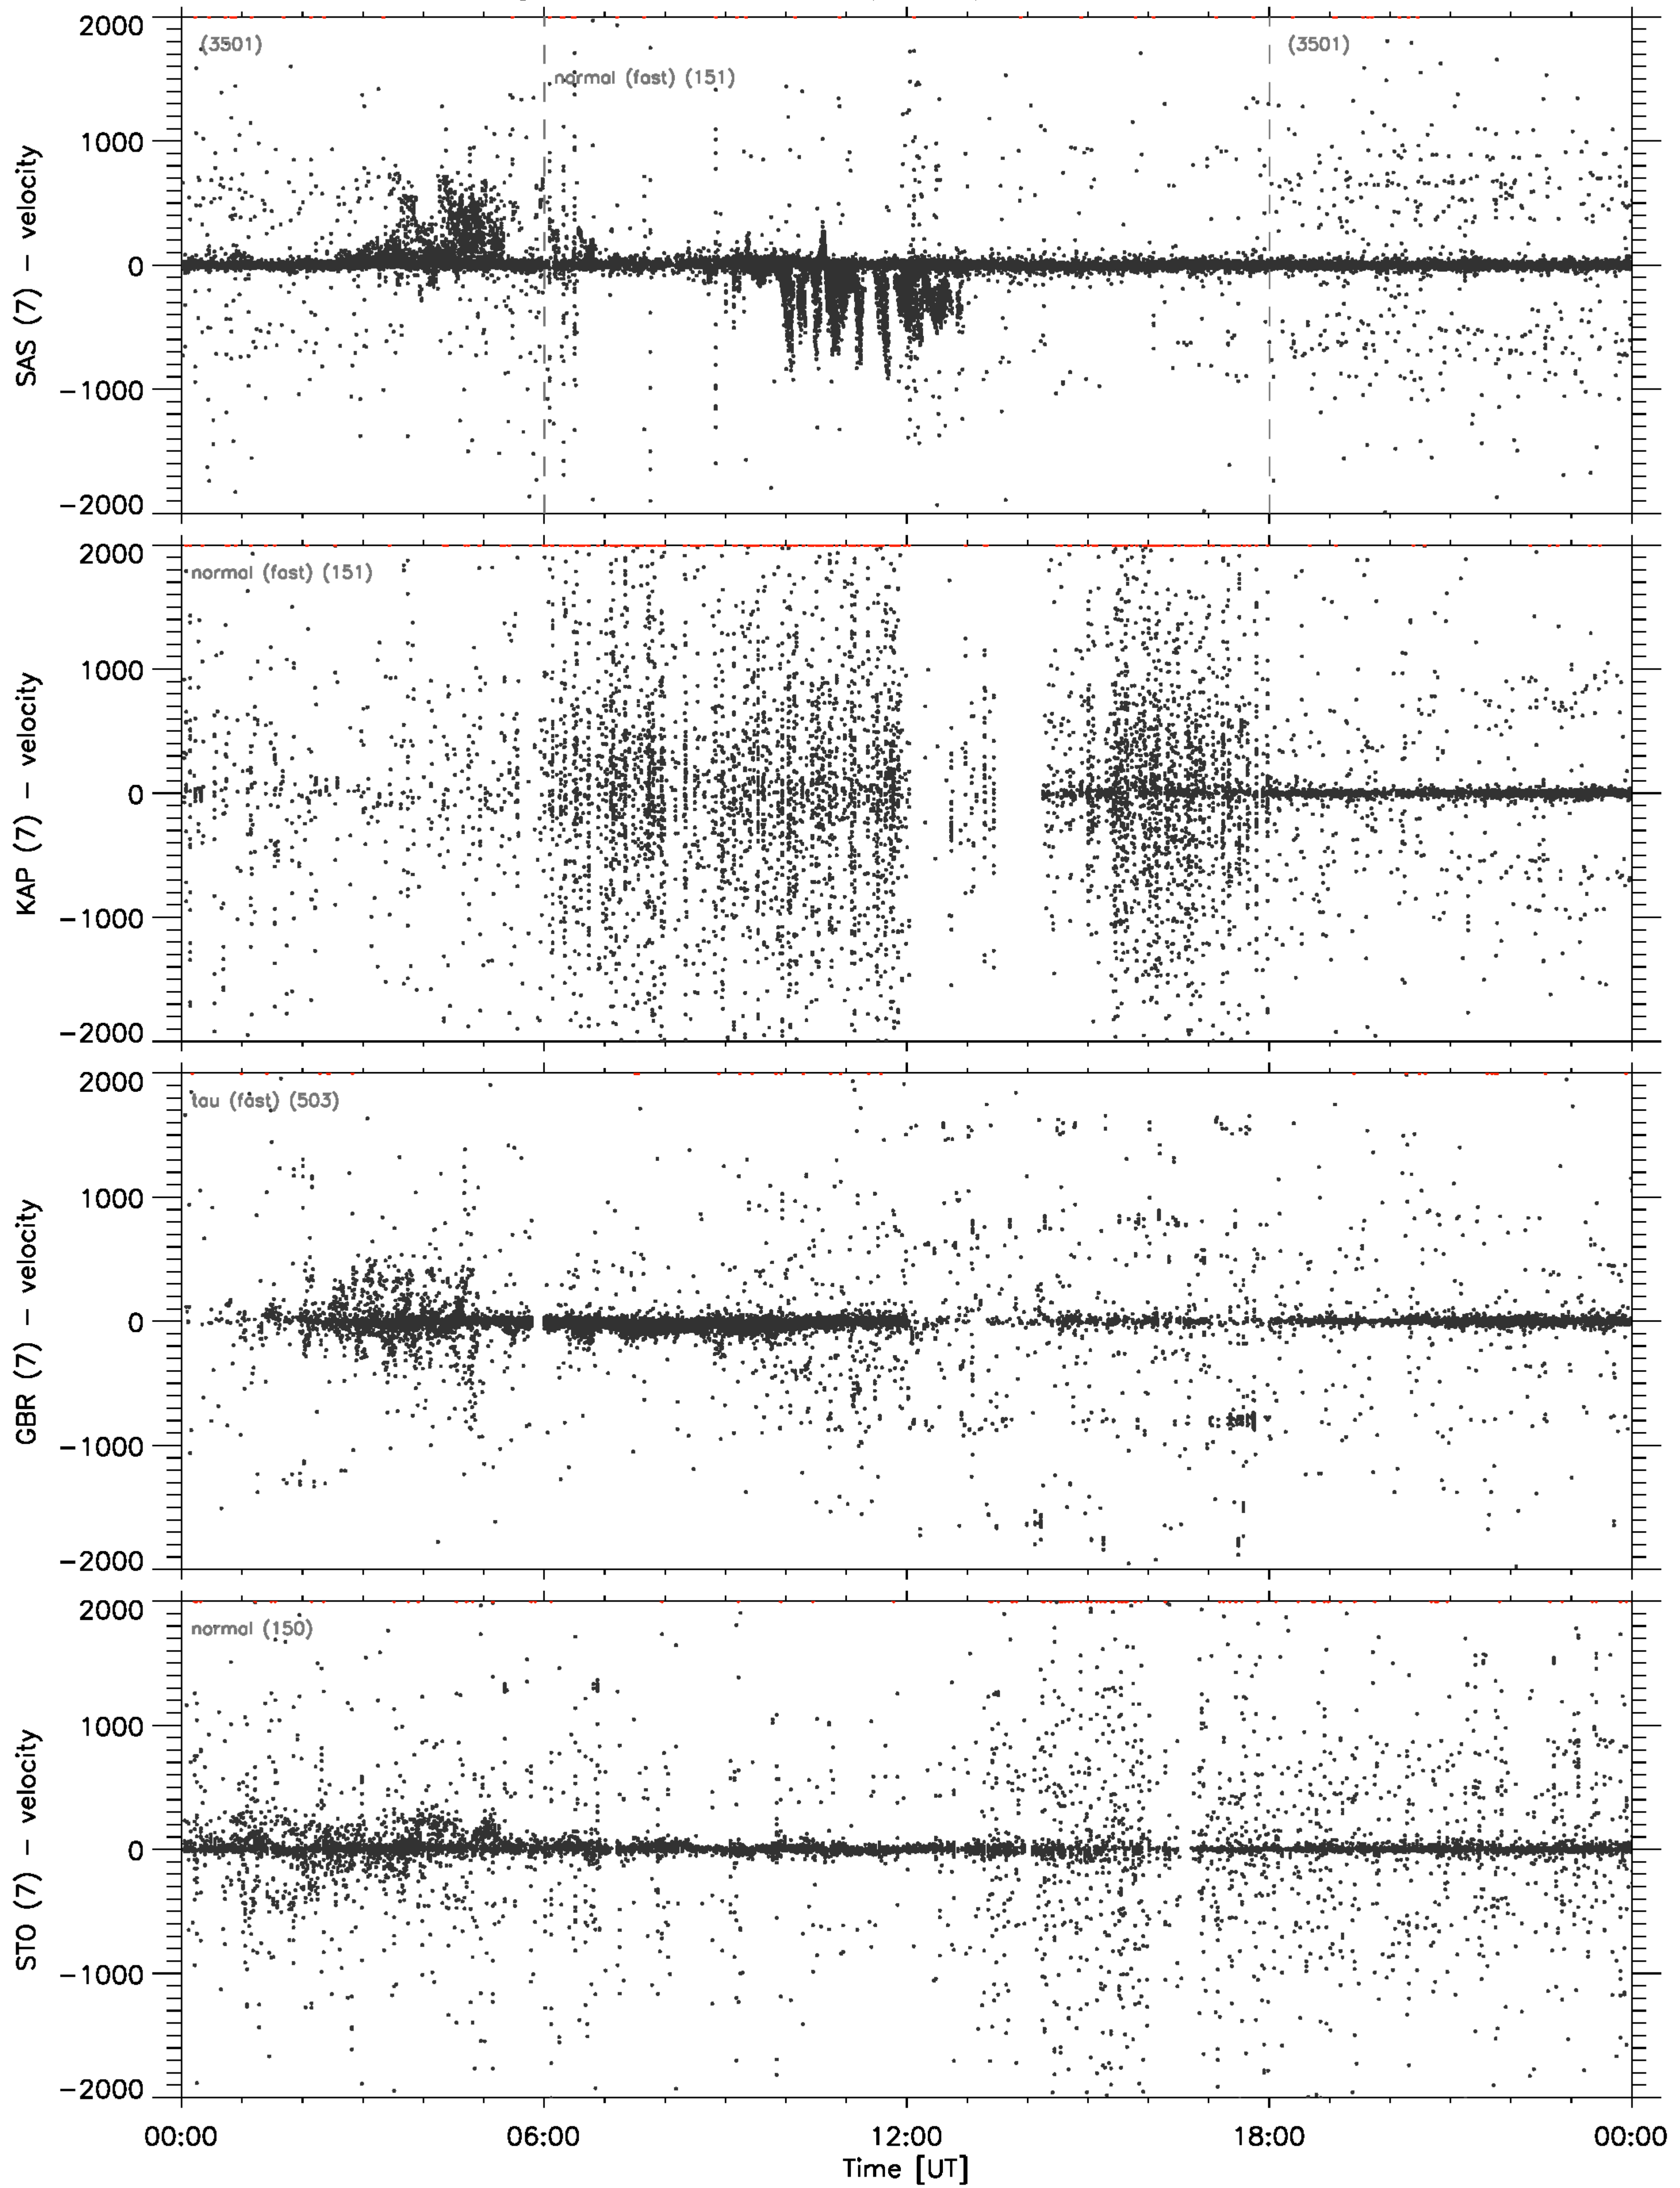 2000
(3501)
(3501)
normal (fast) (151)
1000
SAS (7) – velocity
0
−1000
−2000
2000
normal (fast) (151)
1000
KAP (7) – velocity
0
−1000
−2000
2000
tau (fast) (503)
1000
GBR (7) – velocity
0
−1000
−2000
2000
normal (150)
1000
STO (7) – velocity
0
−1000
−2000
00:00 06:00 12:00 18:00 00:00
Time [UT]